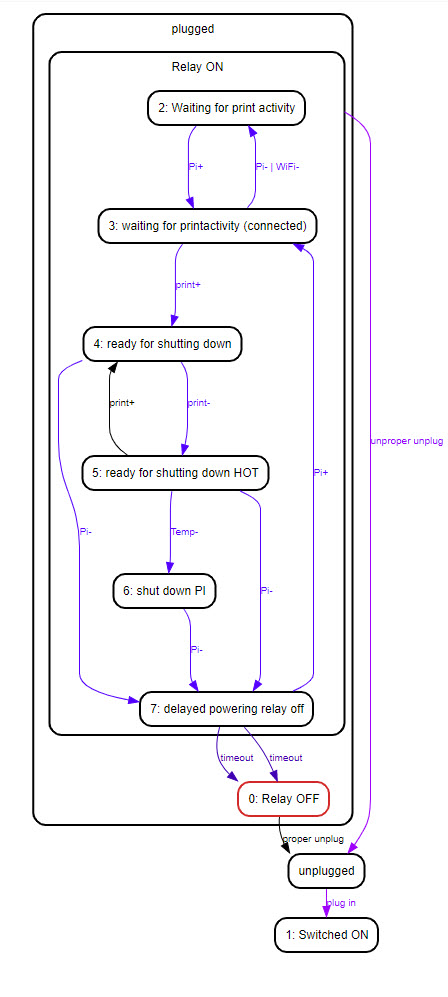 plugged
Relay ON
2: Waiting for print activity
Pi+
Pi- | WiFi-
3: waiting for printactivity (connected)
print+
4: ready for shutting down
print+
print-
unproper unplug
5: ready for shutting down HOT
Pi+
Pi-
Temp-
6: shut down PI
Pi-
Pi-
7: delayed powering relay off
timeout
timeout
0: Relay OFF
proper unplug
unplugged
plug in
1: Switched ON